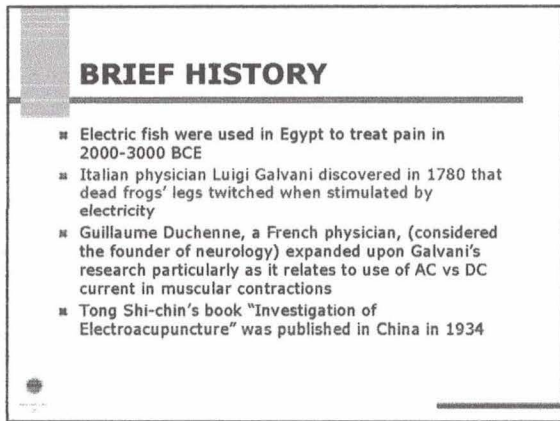 BRIEF HISTORY
Electric fish were used in Egypt to treat pain in
2000-3000 BCE
Italian physician Luigi Galvani discovered in 1780 that
dead frogs' legs twitched when stimulated by
electricity
Guillaume Duchenne, a French physician, (considered
the founder of neurology) expanded upon Galvani's
research particularly as it relates to use of AC vs DC
current in muscular contractions
Tong Shi-chin's book "Investigation of
Electroacupuncture" was published in China in 1934